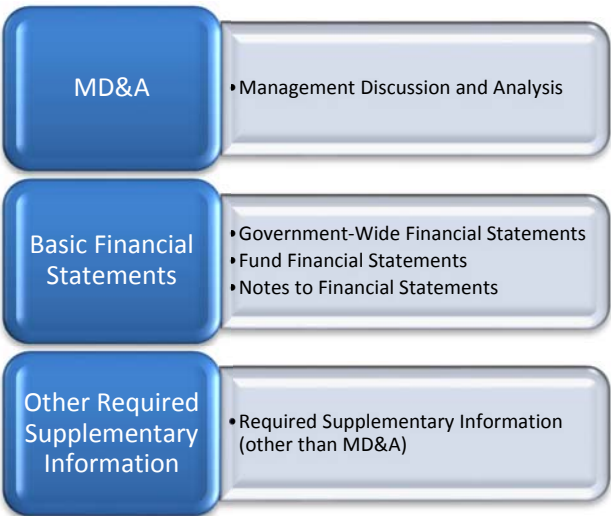 MD&A
•Management Discussion and Analysis
Basic Financial
Statements
•Government-Wide Financial Statements
•Fund Financial Statements
•Notes to Financial Statements
Other Required
Supplementary
Information
•Required Supplementary Information
(other than MD&A)